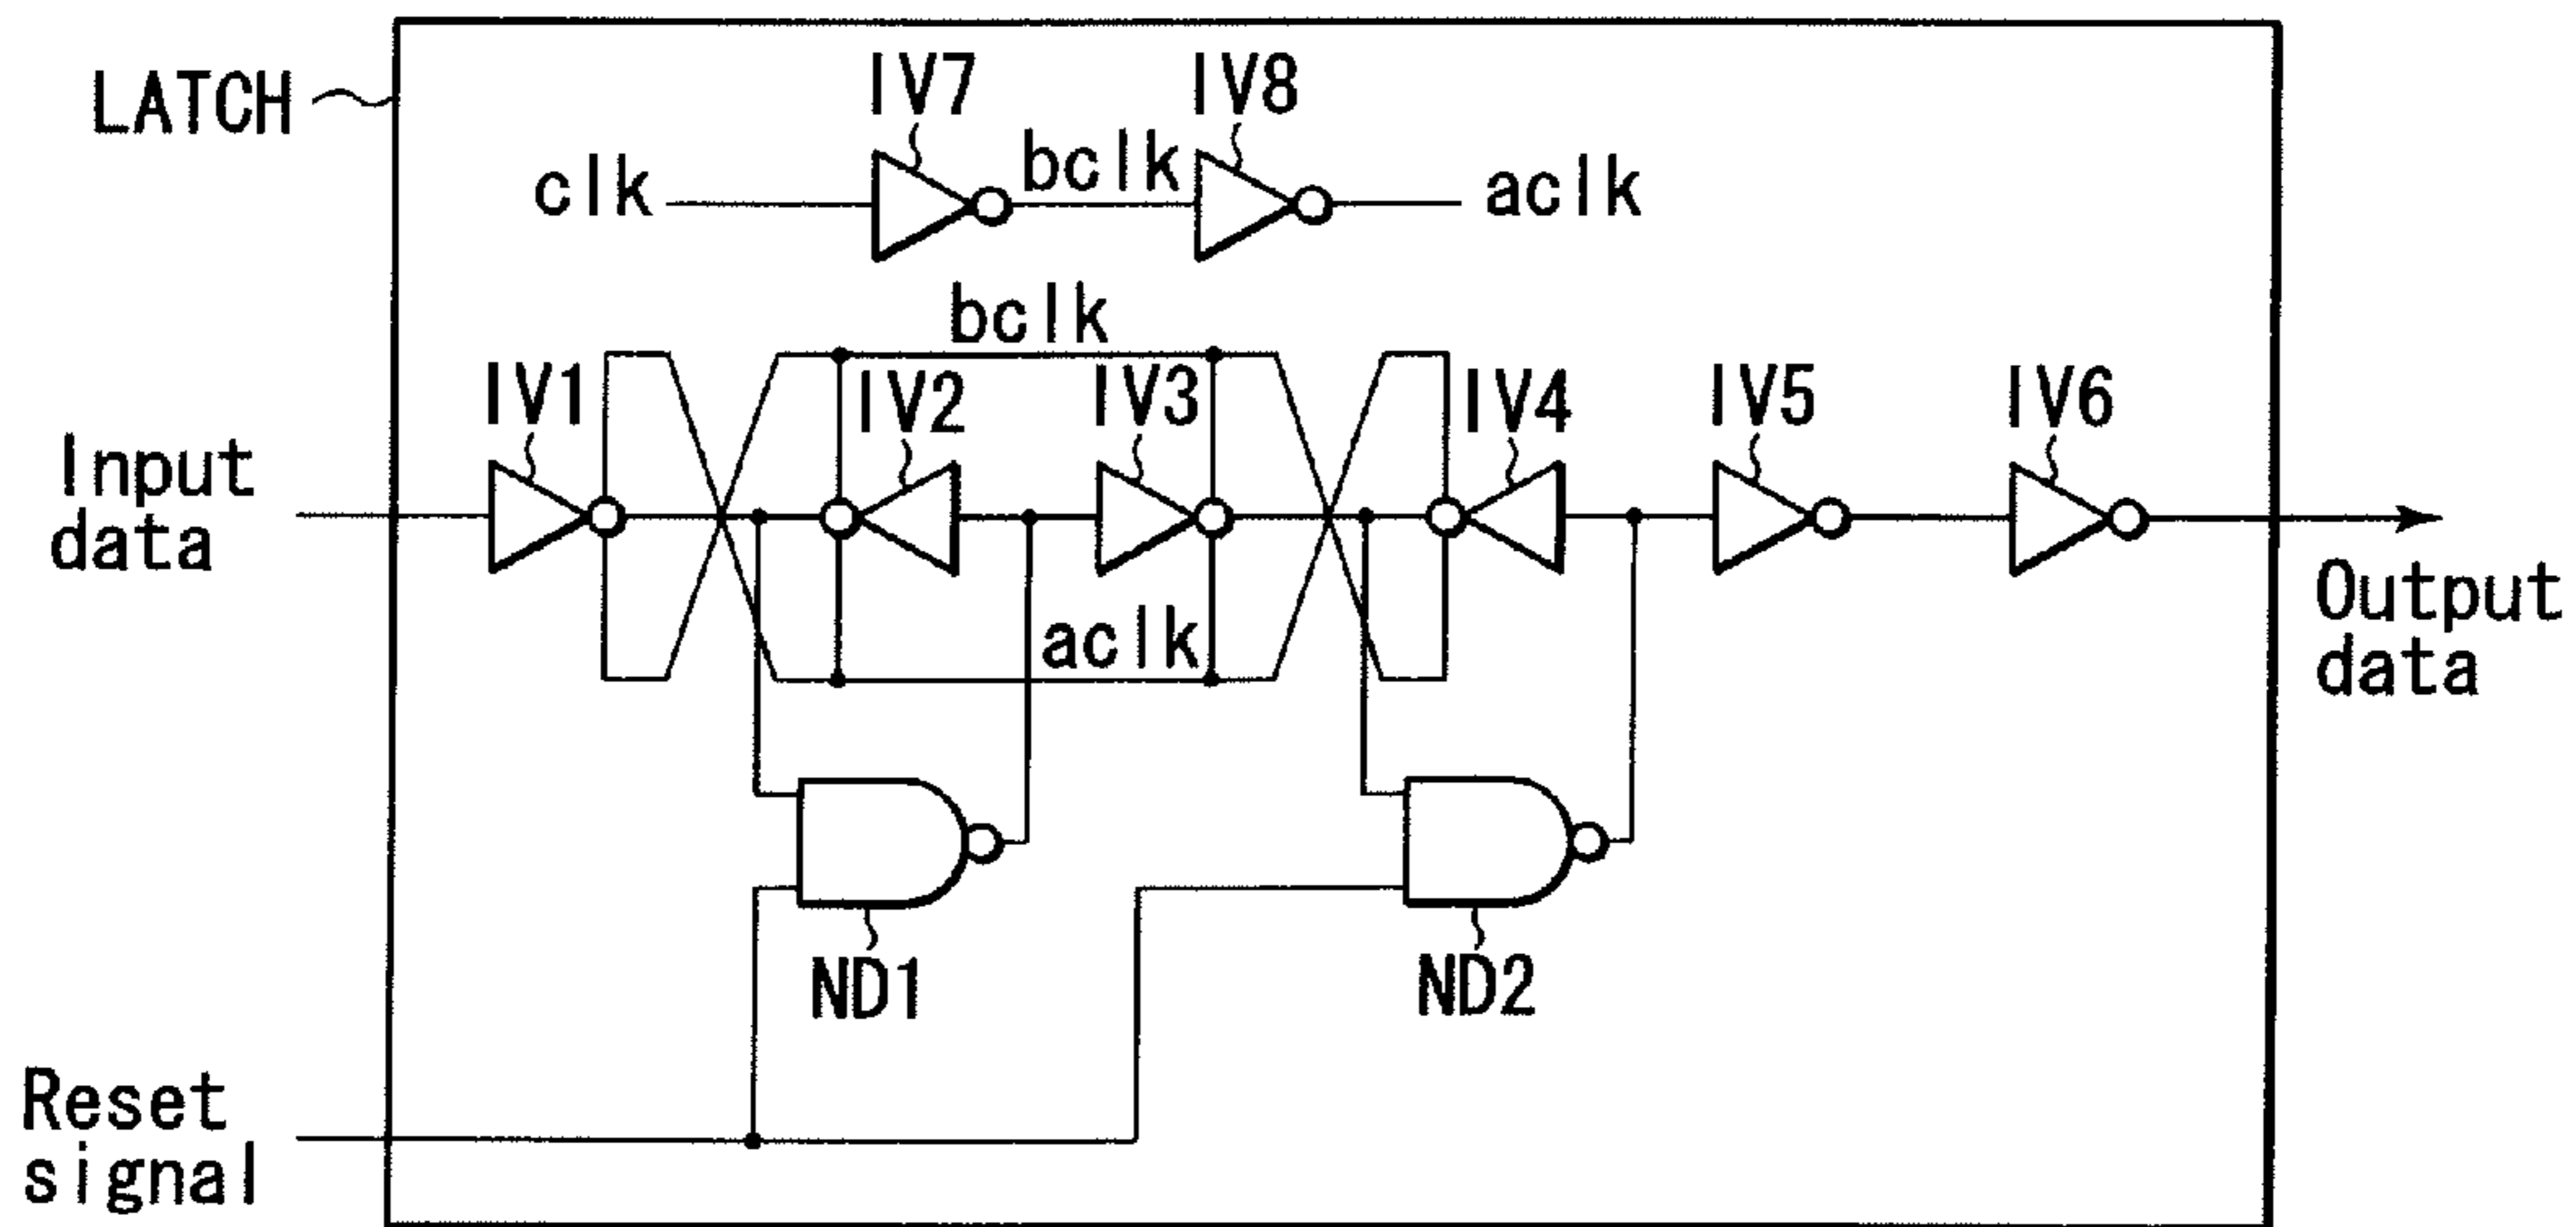 LATCH
IV7
IV8
clk
bclk
aclk
bclk
IV1
IV2
IV3
IV4
IV5
IV6
Input
data
aclk
Output
data
ND1
ND2
Reset
signal